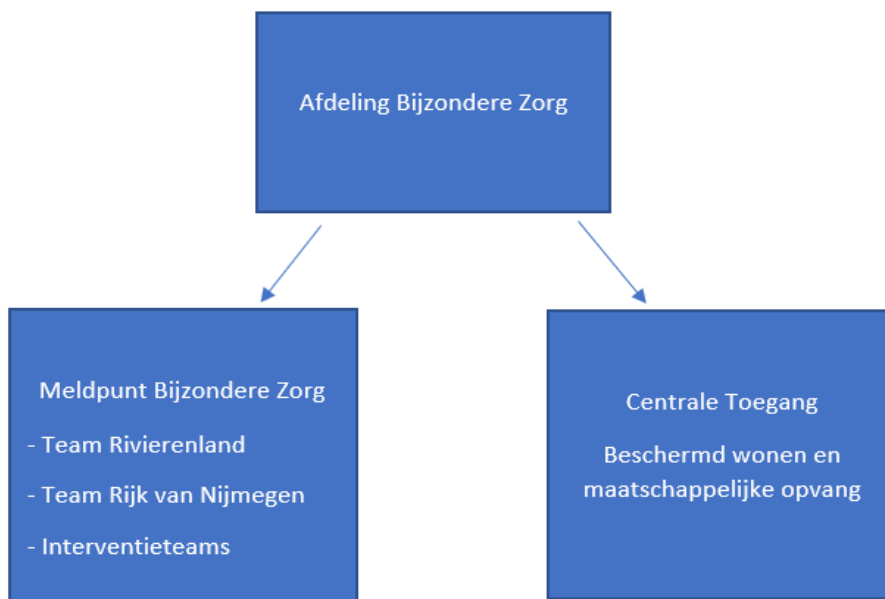 Afdeling Bijzondere Zorg
Meldpunt Bijzondere Zorg
- Team Rivierenland
- Team Rijk van Nijmegen
- Interventieteams
Centrale Toegang
Beschermd wonen en
maatschappelijke opvang